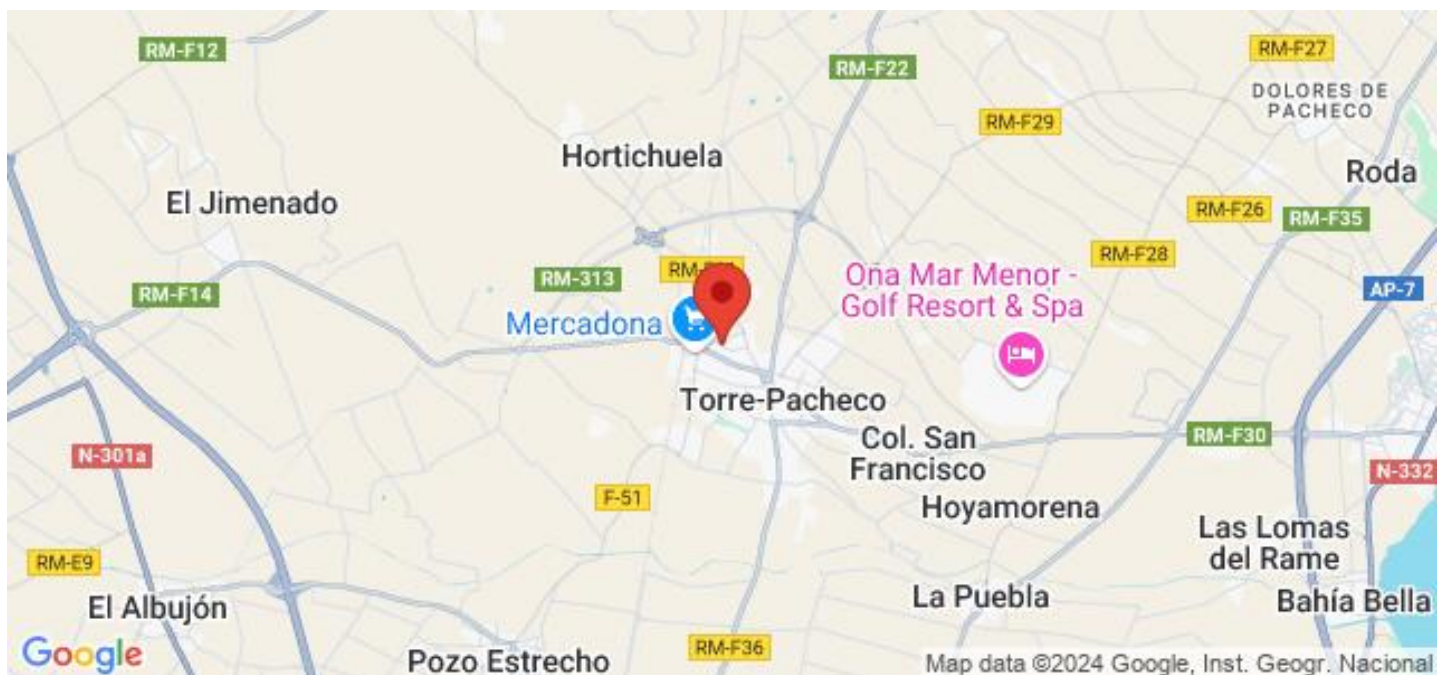 RM-F12
RM-F27
RM-F22
DOLORES DE
PACHECO
RM-F29
Hortichuela
Roda
El Jimenado
RM-F26
RM-F35
RM-F28
RM-313
Ona Mar Menor -
Golf Resort & Spa
AP-7
RM-F14
Mercadona
Torre-Pacheco
Col. San
Francisco
RM-F30
N-301a
N-332
F-51
Hoyamorena
Las Lomas
del Rame
RM-E9
El Albujón
La Puebla
Bahía Bella
Google
Pozo Estrecho
RM-F36
Map data ©2024 Google, Inst. Geogr. Nacional